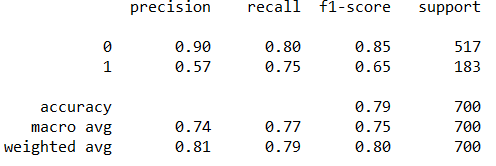 precision recall f1-score support
0 0.90 0.80 0.85 517
1 0.57 0.75 0.65 183
accuracy 0.79 700
macro avg 0.74 0.77 0.75 700
weighted avg 0.81 0.79 0.80 700